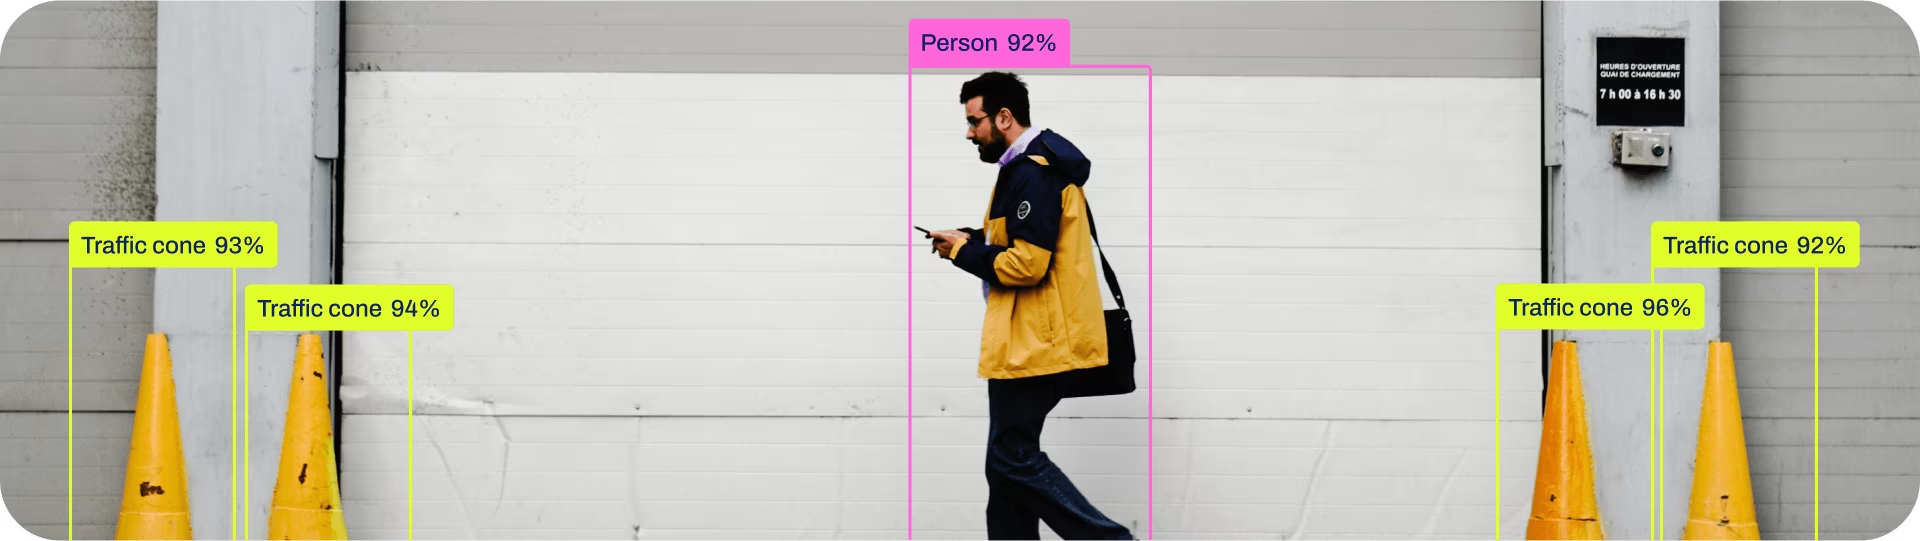 Person 92%
HEURES D'OUVERTURE
QUAI DE CHARGEMENT
7 h 00 à 16 h 30
Traffic cone 93%
Traffic cone 92%
Traffic cone 94%
Traffic cone 96%